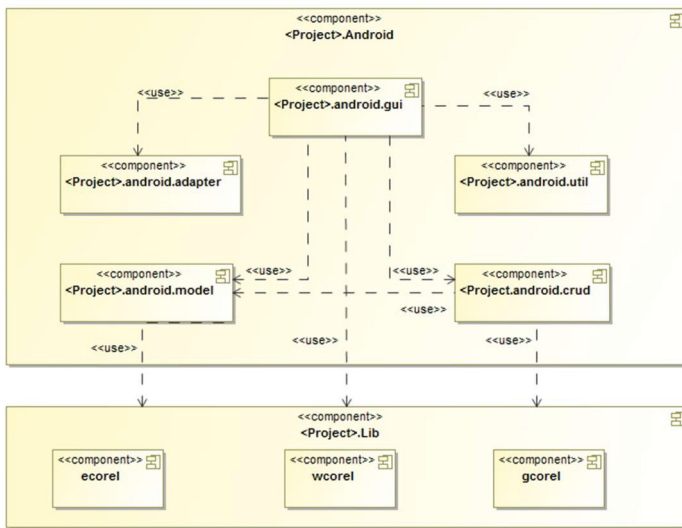 <<component>>
<Project>.Android
<<component>>
<Project>.android.gui
<<use>>
<<use>>
<<component>>
<Project>.android.adapter
<<component>>
<Project>.android.util
<<component>>
<Project>.android.model
<<use>>
<<use>>
<<component>>
<Project.android.crud
<<use>>
<<use>>
<<use>>
<<use>>
<<component>>
<Project>.Lib
<<component>>
ecorel
<<component>>
wcorel
<<component>>
gcorel